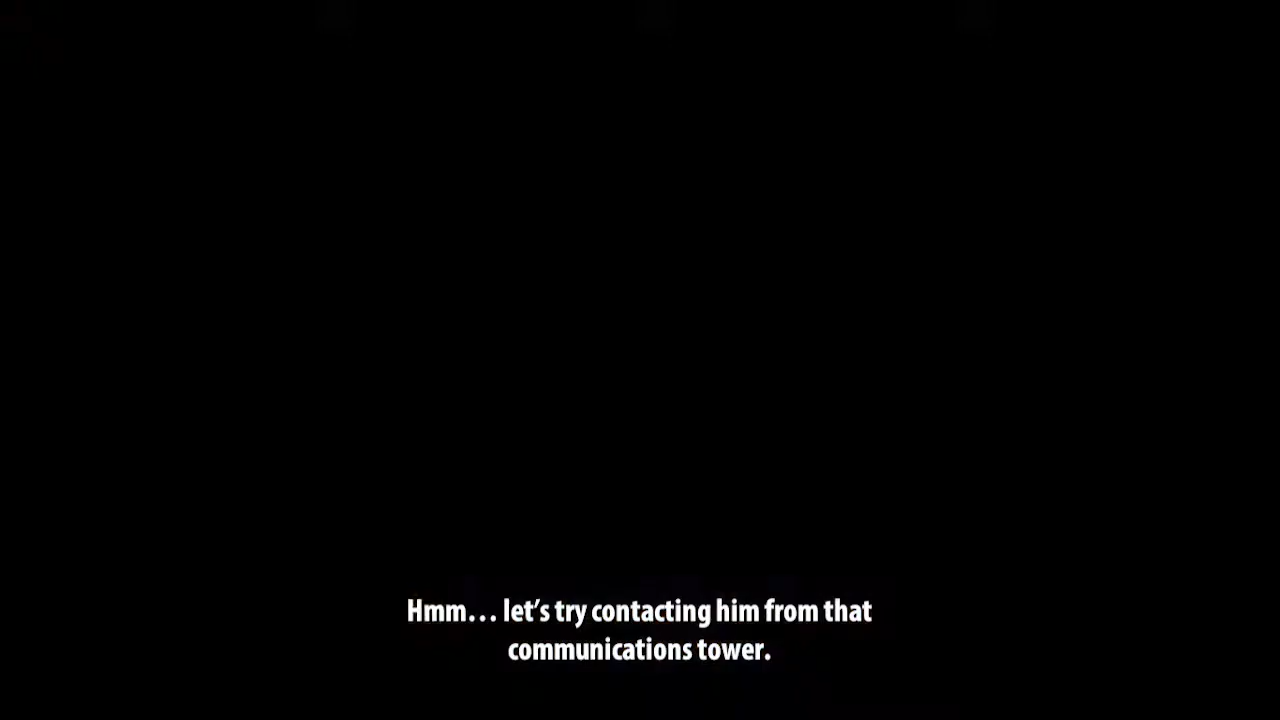 Hmm… let’s try contacting him from that
communications tower.